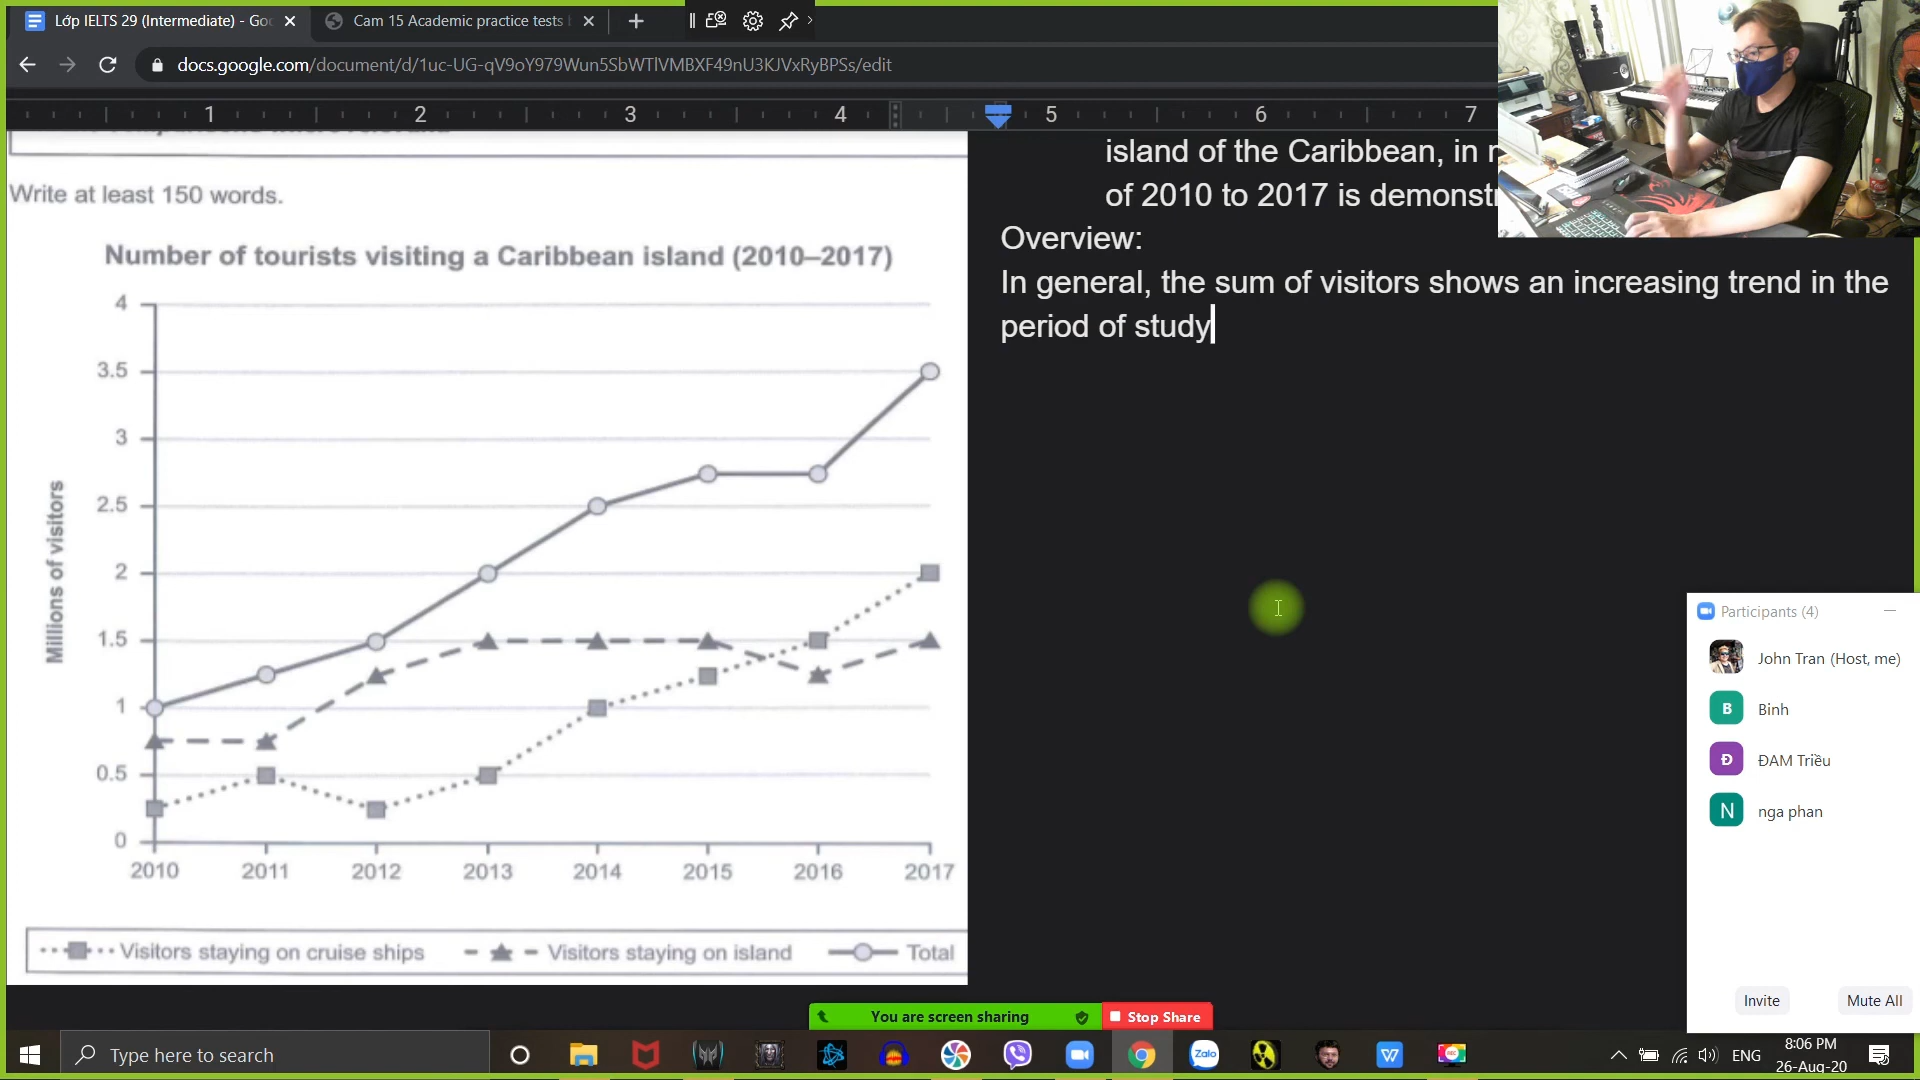 Lớp IELTS 29 (Intermediate) - Goo
Cam 15 Academic practice tests
docs.google.com/document/d/1uc-UG-qV9oY979Wun5SbWTlVMBXF49nU3KJVxRyBPSs/edit
1 2 3 4 5 6 7
Write at least 150 words.
Number of tourists visiting a Caribbean island (2010–2017)
Millions of visitors
4
3.5
3
2.5
2
1.5
1
0.5
0
2010 2011 2012 2013 2014 2015 2016 2017
Visitors staying on cruise ships Visitors staying on island Total
island of the Caribbean, in
of 2010 to 2017 is
Overview:
In general, the sum of visitors shows an increasing trend in the
period of study
Participants (4)
John Tran (Host, me)
B Binh
Đ ĐAM Triều
N nga phan
Invite Mute All
You are screen sharing Stop Share
Type here to search
Zalo
ENG
8:06 PM
26-Aug-20